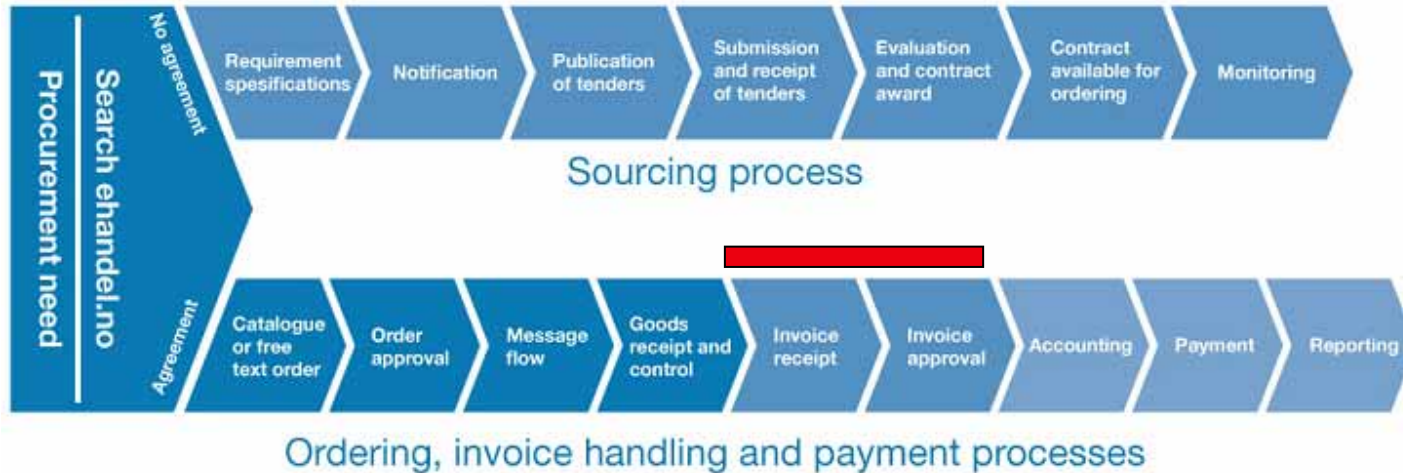 Procurement need
Search ehandel.no
No agreement
Requirement
spesifications
Notification
Publication
of tenders
Submission
and receipt
of tenders
Evaluation
and contract
award
Contract
available for
ordering
Monitoring
Sourcing process
Agreement
Catalogue
or free
text order
Order
approval
Message
flow
Goods
receipt and
control
Invoice
receipt
Invoice
approval
Accounting
Payment
Reporting
Ordering, invoice handling and payment processes